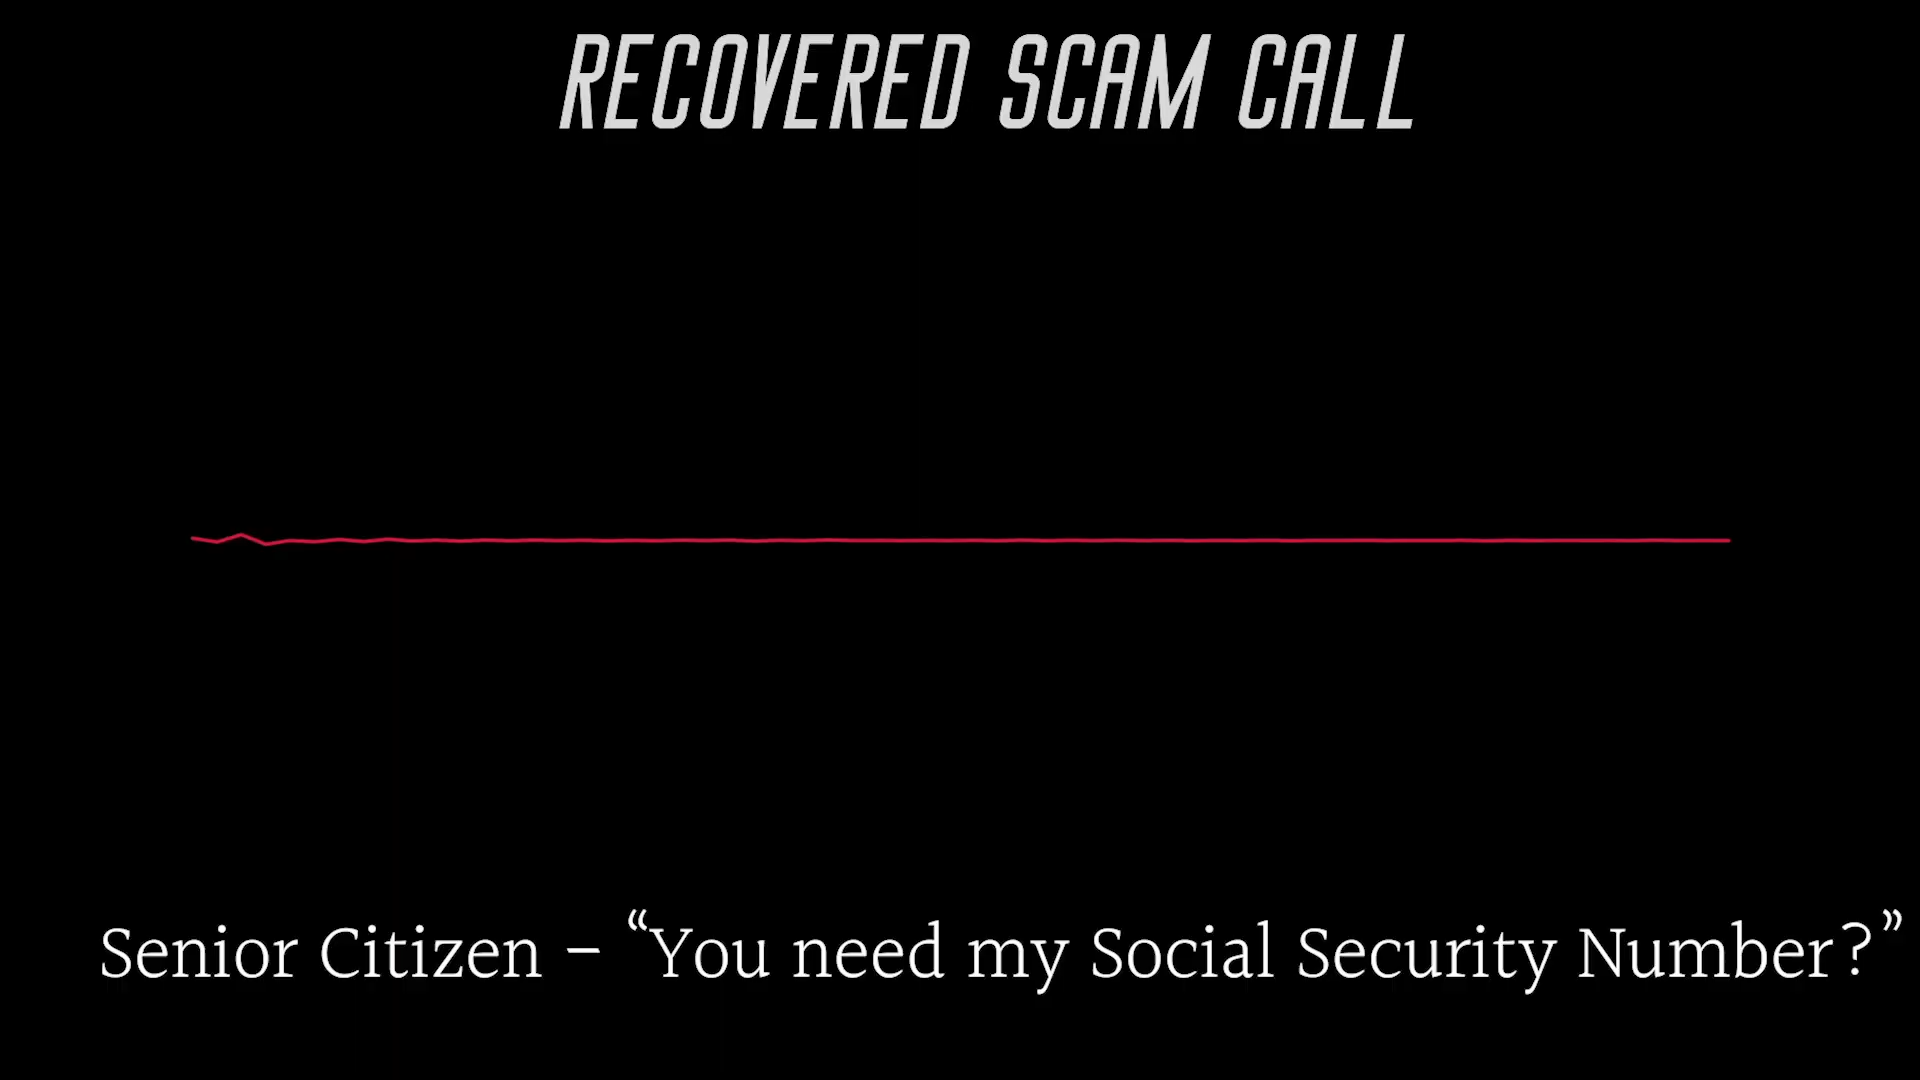 RECOVERED SCAM CALL
Senior Citizen – “You need my Social Security Number?”